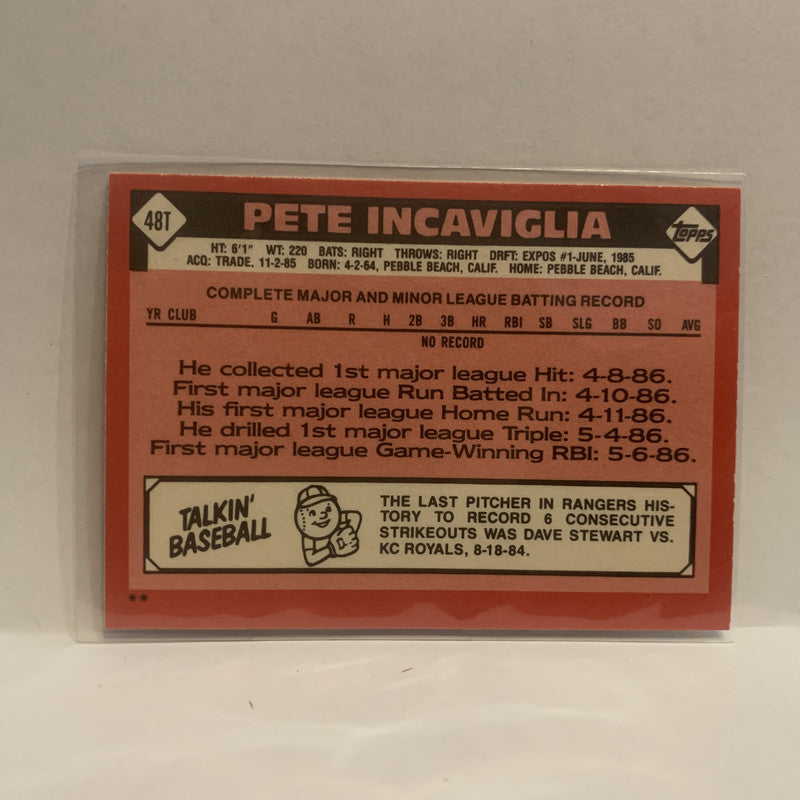 48T
PETE INCAVIGLIA
topps
HT: 6'1" WT: 220 BATS: RIGHT THROWS: RIGHT DRFT: EXPOS #1-JUNE, 1985
ACQ: TRADE. 11-2-85 BORN: 4-2-64, PEBBLE BEACH, CALIF. HOME: PEBBLE BEACH, CALIF.
COMPLETE MAJOR AND MINOR LEAGUE BATTING RECORD
YR CLUB G AB R H 2B 3B HR RBI SB SLG BB SO AVG
NO RECORD
He collected 1st major league Hit: 4-8-86.
First major league Run Batted In: 4-10-86.
His first major league Home Run: 4-11-86.
He drilled 1st major league Triple: 5-4-86.
First major league Game-Winning RBI: 5-6-86.
TALKIN'
BASEBALL
THE LAST PITCHER IN RANGERS HIS-
TORY TO RECORD 6 CONSECUTIVE
STRIKEOUTS WAS DAVE STEWART VS.
KC ROYALS, 8-18-84.
**